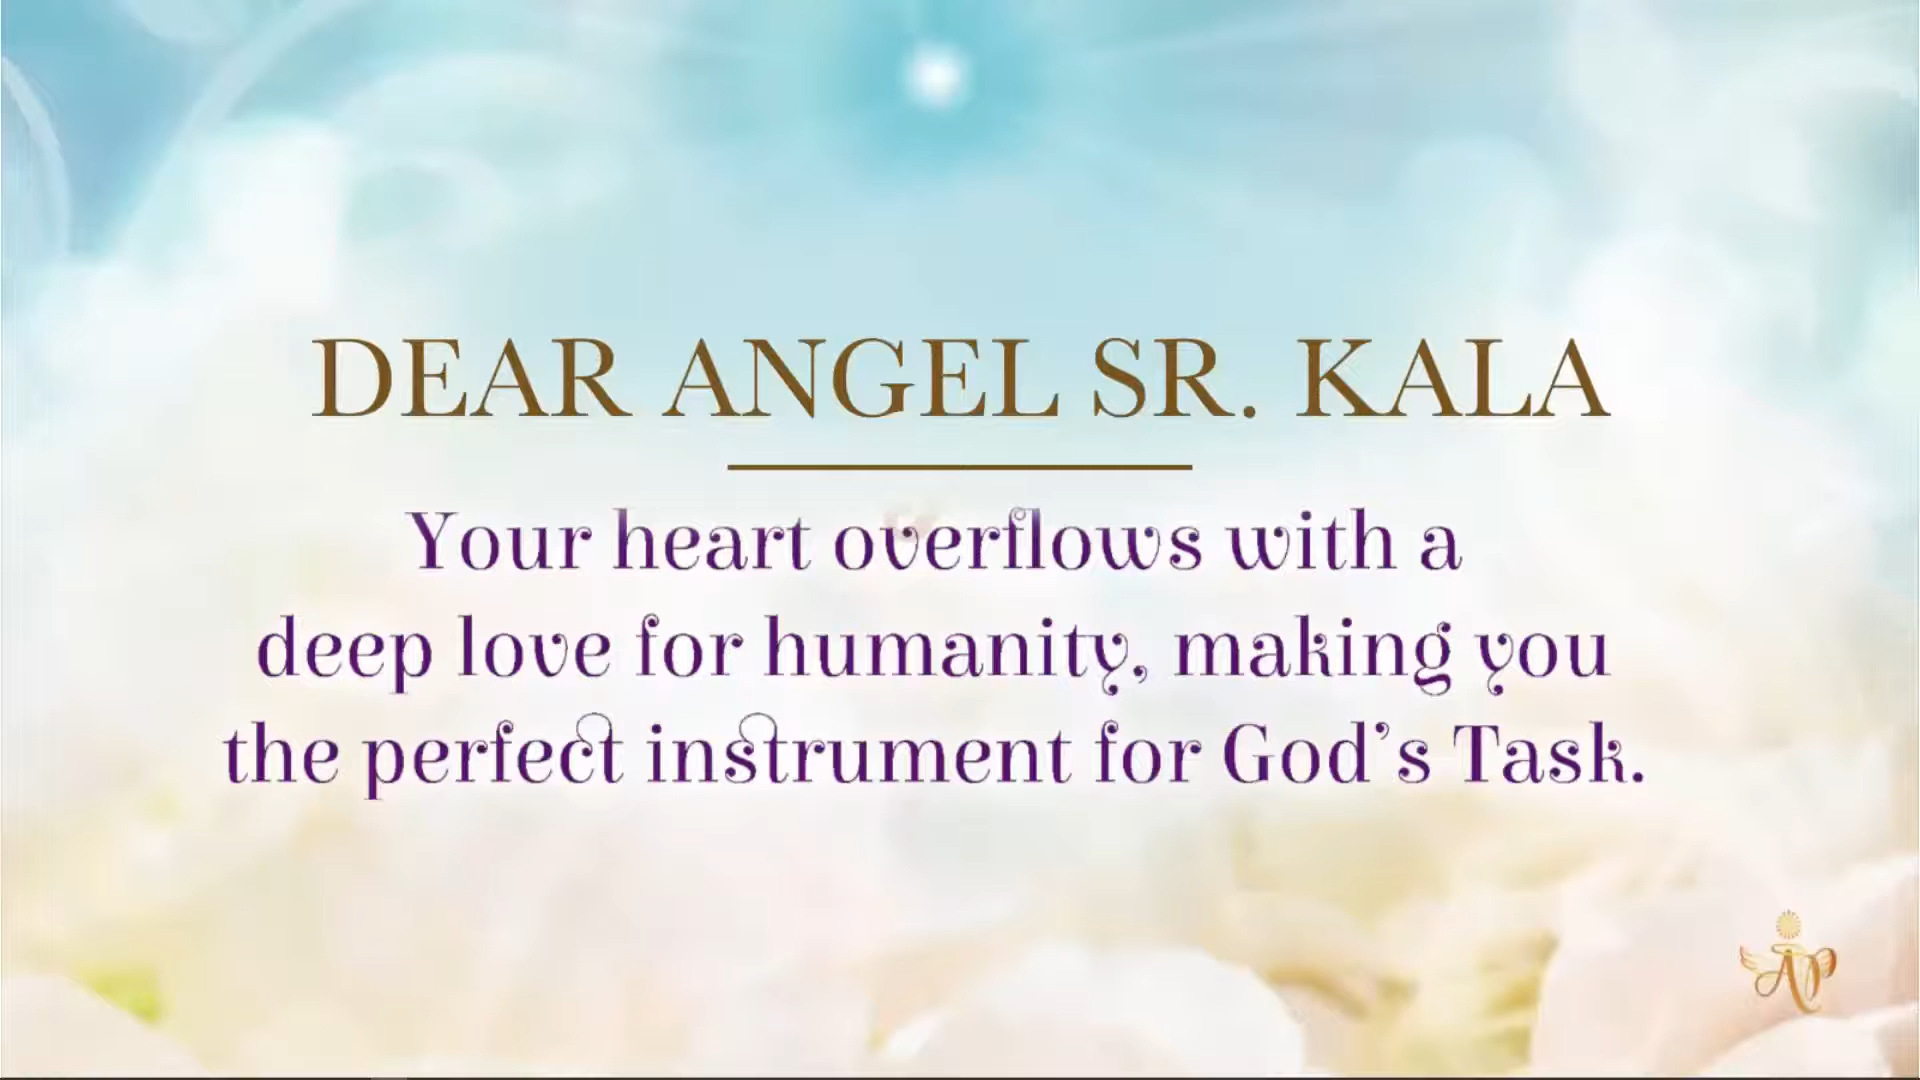 DEAR ANGEL SR. KALA
Your heart overflows with a
deep love for humanity, making you
the perfect instrument for God's Task.
AP